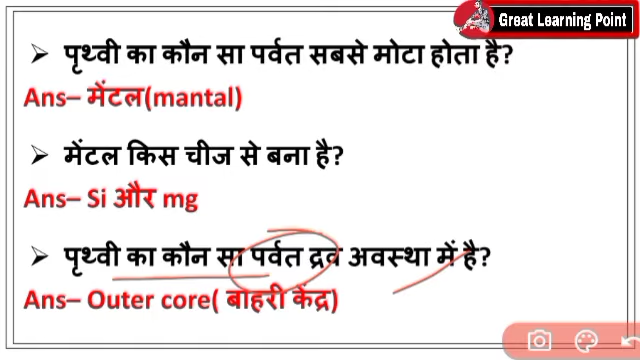 Great Learning Point
➢ पृथ्वी का कौन सा पर्वत सबसे मोटा होता है?
Ans– मेंटल(mantal)
➢ मेंटल किस चीज से बना है?
Ans– Si और mg
➢ पृथ्वी का कौन सा पर्वत द्रव अवस्था में है?
Ans– Outer core( बाहरी केंद्र)